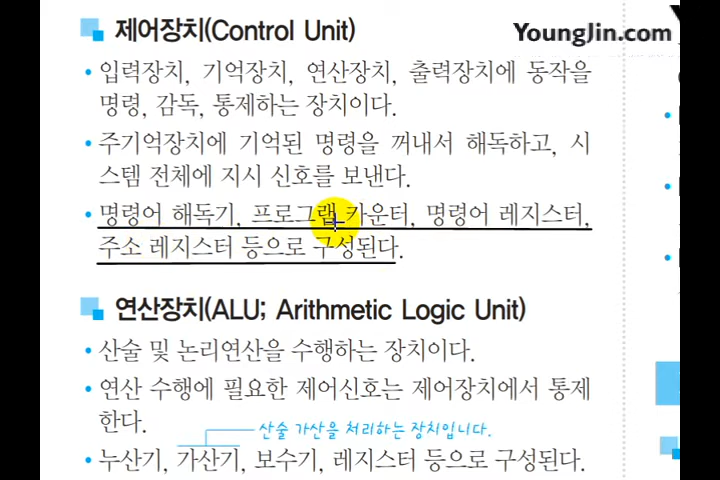 제어장치(Control Unit)
YoungJin.com
• 입력장치, 기억장치, 연산장치, 출력장치에 동작을
명령, 감독, 통제하는 장치이다.
• 주기억장치에 기억된 명령을 꺼내서 해독하고, 시
스템 전체에 지시 신호를 보낸다.
• 명령어 해독기, 프로그램 카운터, 명령어 레지스터,
주소 레지스터 등으로 구성된다.
연산장치(ALU; Arithmetic Logic Unit)
• 산술 및 논리연산을 수행하는 장치이다.
• 연산 수행에 필요한 제어신호는 제어장치에서 통제
한다.
산술 가산을 처리하는 장치입니다.
• 누산기, 가산기, 보수기, 레지스터 등으로 구성된다.